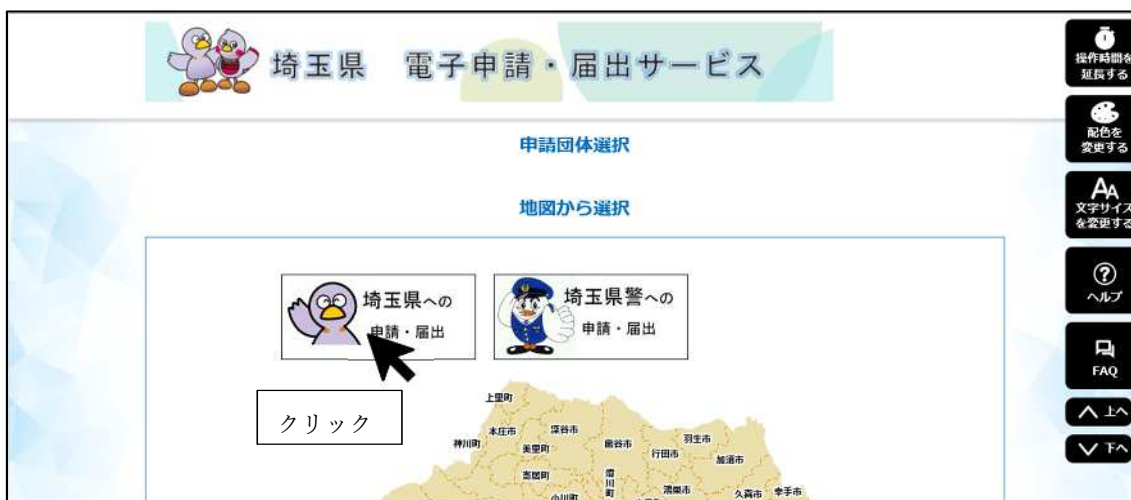 埼玉県 電子申請・届出サービス
操作時間を
延長する
配色を
変更する
文字サイズ
を変更する
ヘルプ
FAQ
上へ
下へ
申請団体選択
地図から選択
埼玉県への
申請・届出
埼玉県警への
申請・届出
クリック
上里町
本庄市
深谷市
神川町
美里町
熊谷市
行田市
羽生市
加須市
寄居町
滑川町
鴻巣市
久喜市
幸手市
小川町